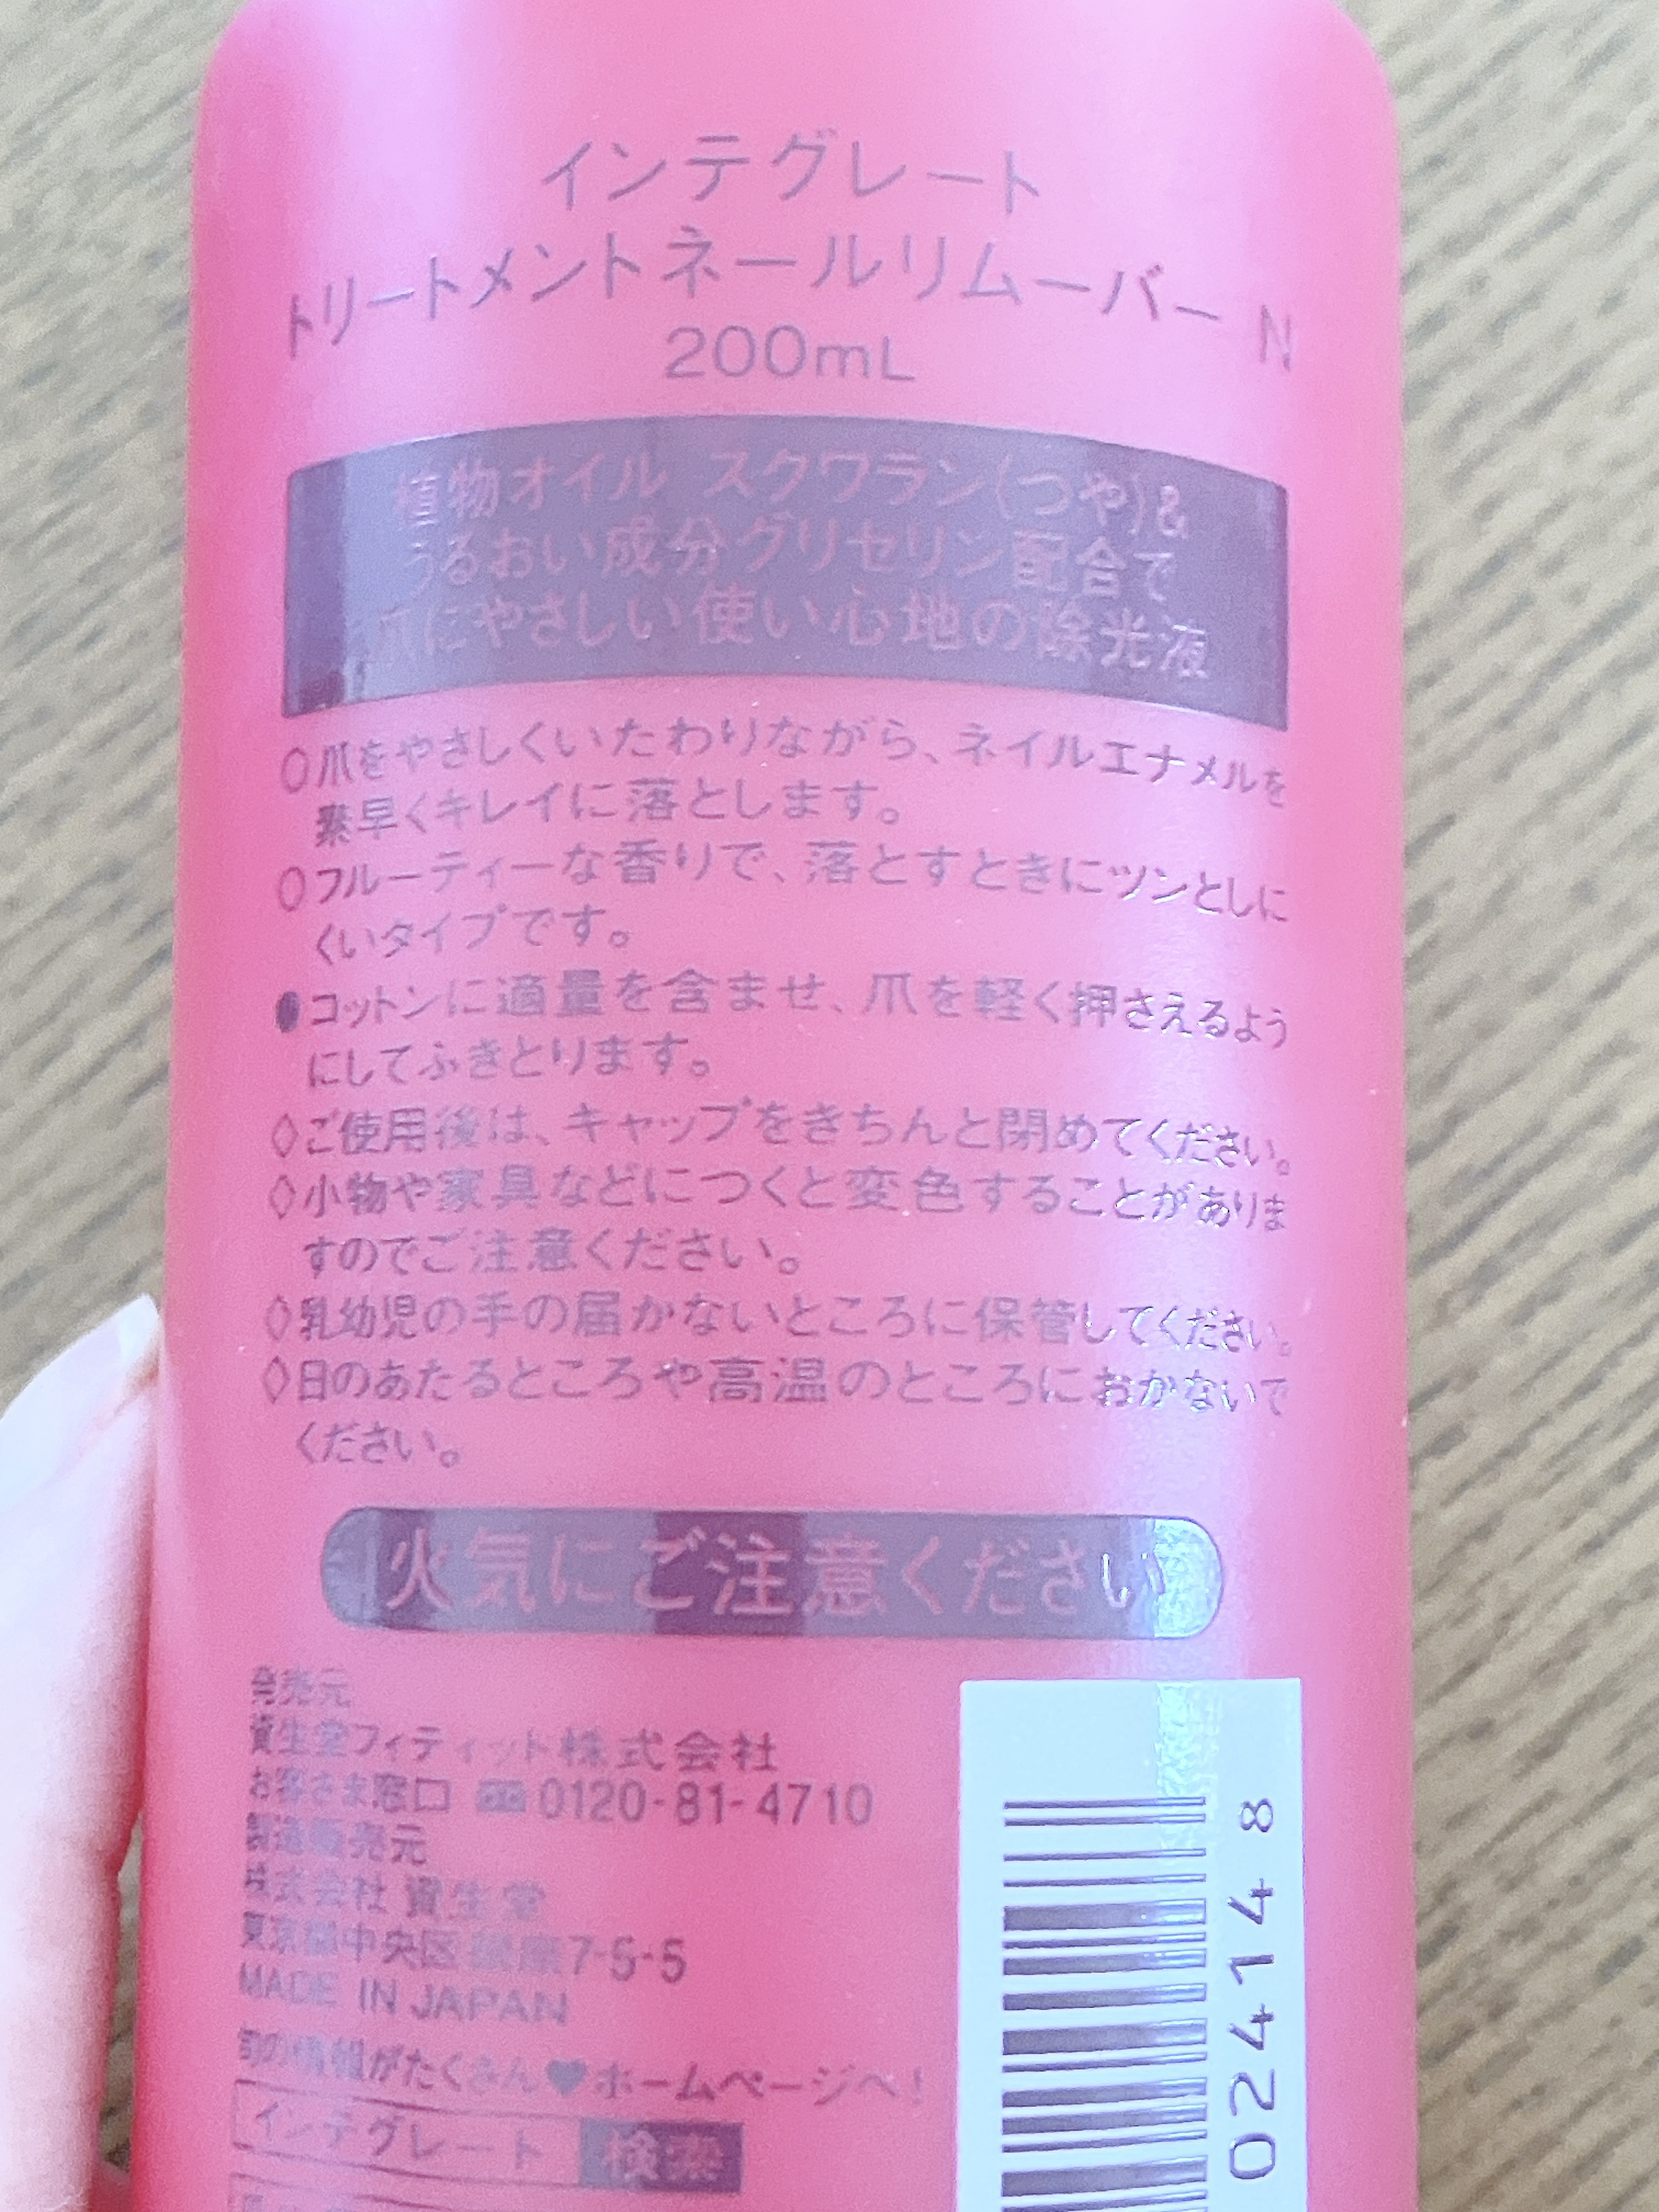 インテグレート
トリートメントネールリムーバー N
200mL
植物オイル スクワラン(つや)&
うるおい成分グリセリン配合で
爪にやさしい使い心地の除光液
○爪をやさしくいたわりながら、ネイルエナメルを
素早くキレイに落とします。
○フルーティーな香りで、落とすときにツンとしに
くいタイプです。
●コットンに適量を含ませ、爪を軽く押さえるよう
にしてふきとります。
◇ご使用後は、キャップをきちんと閉めてください。
◇小物や家具などにつくと変色することがありま
すのでご注意ください。
◇乳幼児の手の届かないところに保管してください。
◇日のあたるところや高温のところにおかないで
ください。
火気にご注意ください
発売元
資生堂フィティット株式会社
お客さま窓口 0120-81-4710
製造販売元
株式会社 資生堂
東京都中央区銀座7-5-5
MADE IN JAPAN
旬の情報がたくさん♥ホームページへ!
インテグレート 検索
024148